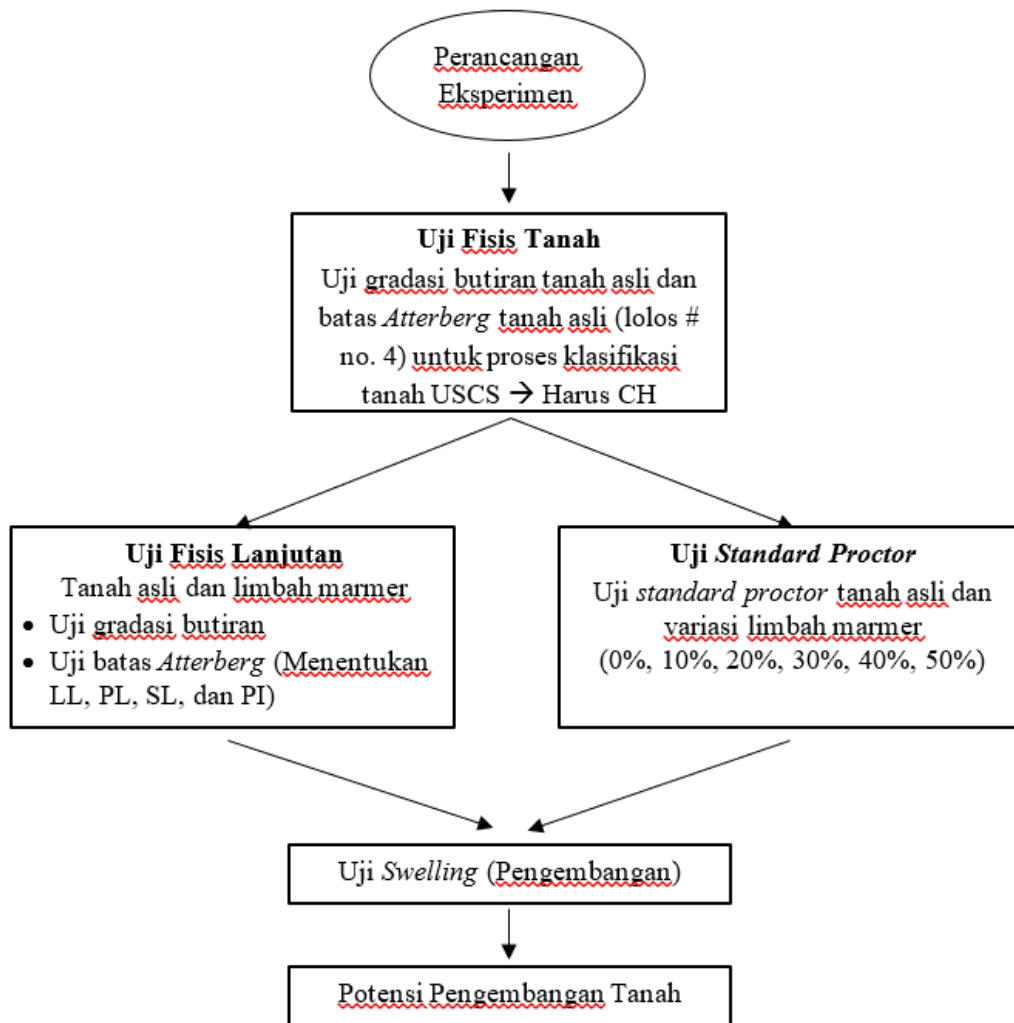 Perancangan
Eksperimen
Uji Fisis Tanah
Uji gradasi butiran tanah asli dan
batas Atterberg tanah asli (lolos #
no. 4) untuk proses klasifikasi
tanah USCS → Harus CH
Uji Fisis Lanjutan
Tanah asli dan limbah marmer
• Uji gradasi butiran
• Uji batas Atterberg (Menentukan
LL, PL, SL, dan PI)
Uji Standard Proctor
Uji standard proctor tanah asli dan
variasi limbah marmer
(0%, 10%, 20%, 30%, 40%, 50%)
Uji Swelling (Pengembangan)
Potensi Pengembangan Tanah